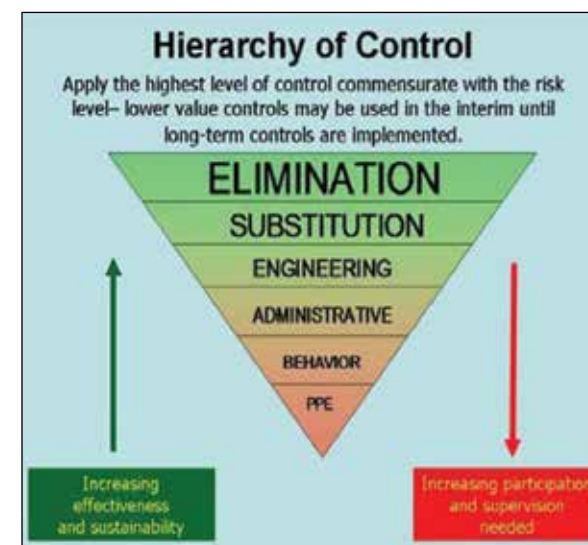 Hierarchy of Control
Apply the highest level of control commensurate with the risk
level– lower value controls may be used in the interim until
long-term controls are implemented.
ELIMINATION
SUBSTITUTION
ENGINEERING
ADMINISTRATIVE
BEHAVIOR
PPE
Increasing
effectiveness
and sustainability
Increasing participation
and supervision
needed